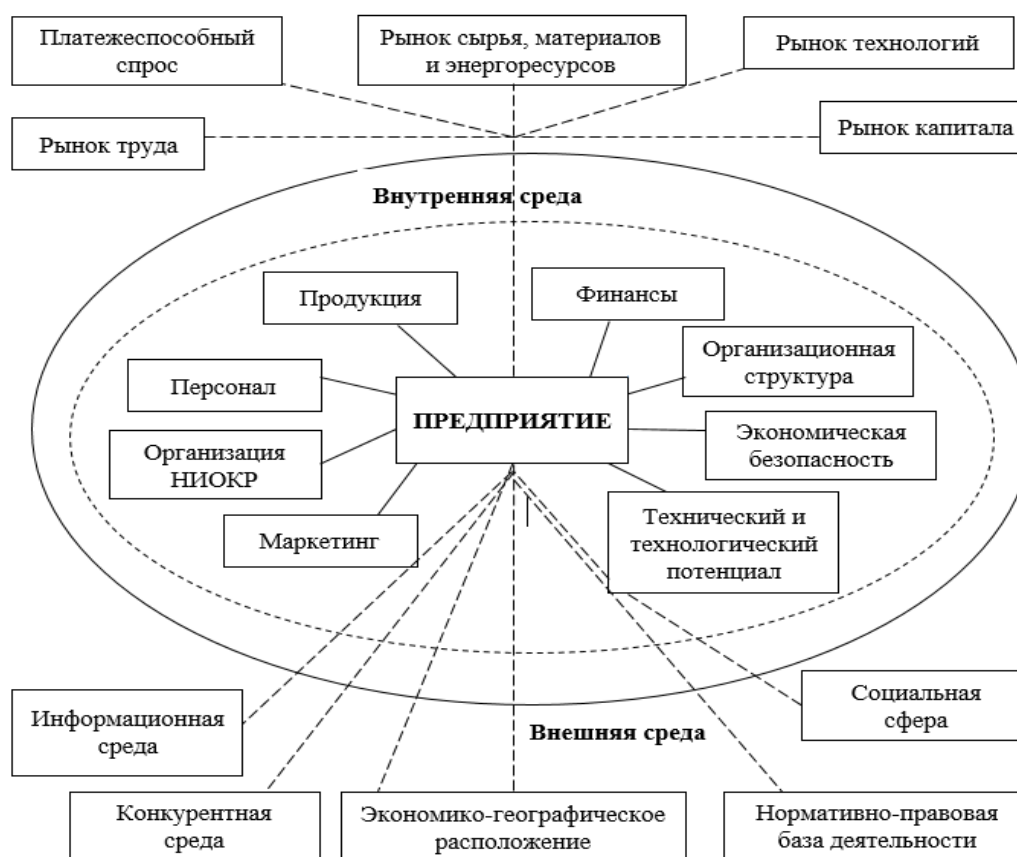 Платежеспособный
спрос
Рынок сырья, материалов
и энергоресурсов
Рынок технологий
Рынок труда
Рынок капитала
Внутренняя среда
Продукция
Финансы
Персонал
Организационная
структура
ПРЕДПРИЯТИЕ
Организация
НИОКР
Экономическая
безопасность
Маркетинг
Технический и
технологический
потенциал
Информационная
среда
Социальная
сфера
Внешняя среда
Конкурентная
среда
Экономико-географическое
расположение
Нормативно-правовая
база деятельности